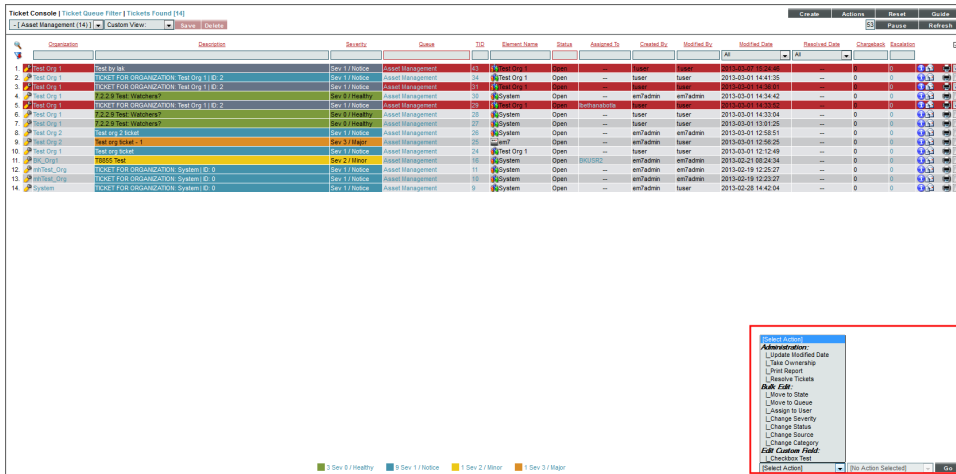 Ticket Console | Ticket Queue Filter | Tickets Found [14]
Create Actions Reset Guide
- [ Asset Management (14) ] Custom View: Save Delete
53 Pause Refresh
Organization Description Severity Queue TID Element Name Status Assigned To Created By Modified By Modified Date Resolved Date Chargeback Escalation
All All
1. Test Org 1 Test by lak Sev 1 / Notice Asset Management 43 Test Org 1 Open -- 1user 1user 2013-03-07 15:24:46 -- 0 0
2. Test Org 1 TICKET FOR ORGANIZATION: Test Org 1 | ID: 2 Sev 1 / Notice Asset Management 34 Test Org 1 Open -- tuser tuser 2013-03-01 14:41:35 -- 0 0
3. Test Org 1 TICKET FOR ORGANIZATION: Test Org 1 | ID: 2 Sev 1 / Notice Asset Management 31 Test Org 1 Open -- tuser tuser 2013-03-01 14:36:01 -- 0 0
4. Test Org 1 7.2.2.9 Test: Watchers? Sev 0 / Healthy Asset Management 30 System Open -- em7admin em7admin 2013-03-01 14:34:42 -- 0 0
5. Test Org 1 TICKET FOR ORGANIZATION: Test Org 1 | ID: 2 Sev 1 / Notice Asset Management 29 Test Org 1 Open tuser tuser 2013-03-01 14:33:52 -- 0 0
6. Test Org 1 7.2.2.9 Test: Watchers? Sev 0 / Healthy Asset Management 28 System Open -- tuser tuser 2013-03-01 14:33:04 -- 0 0
7. Test Org 1 7.2.2.9 Test: Watchers? Sev 0 / Healthy Asset Management 27 System Open -- tuser tuser 2013-03-01 13:01:25 -- 0 0
8. Test Org 2 Test org 2 ticket Sev 1 / Notice Asset Management 26 System Open -- em7admin em7admin 2013-03-01 12:58:51 -- 0 0
9. Test Org 2 Test org ticket - 1 Sev 3 / Major Asset Management 25 em7 Open -- em7admin em7admin 2013-03-01 12:56:25 -- 0 0
10. Test Org 1 Test org ticket Sev 1 / Notice Asset Management 24 Test Org 1 Open -- tuser tuser 2013-03-01 12:12:49 -- 0 0
11. BK_Org1 T8855 Test Sev 2 / Minor Asset Management 16 System Open BKUSR2 em7admin em7admin 2013-02-21 08:24:34 -- 0 0
12. mhTest_Org TICKET FOR ORGANIZATION: System | ID: 0 Sev 1 / Notice Asset Management 11 System Open -- em7admin em7admin 2013-02-19 12:25:27 -- 0 0
13. mhTest_Org TICKET FOR ORGANIZATION: System | ID: 0 Sev 1 / Notice Asset Management 10 System Open -- em7admin em7admin 2013-02-19 12:23:27 -- 0 0
14. System TICKET FOR ORGANIZATION: System | ID: 0 Sev 1 / Notice Asset Management 9 System Open -- em7admin tuser 2013-02-28 14:42:04 -- 0 0
[Select Action]
Administration:
Update Modified Date
Take Ownership
Print Report
Resolve Tickets
Bulk Edit:
Move to State
Move to Queue
Assign to User
Change Severity
Change Status
Change Source
Change Category
Edit Custom Field:
Checkbox Test
3 Sev 0 / Healthy 9 Sev 1 / Notice 1 Sev 2 / Minor 1 Sev 3 / Major [Select Action] [No Action Selected] Go